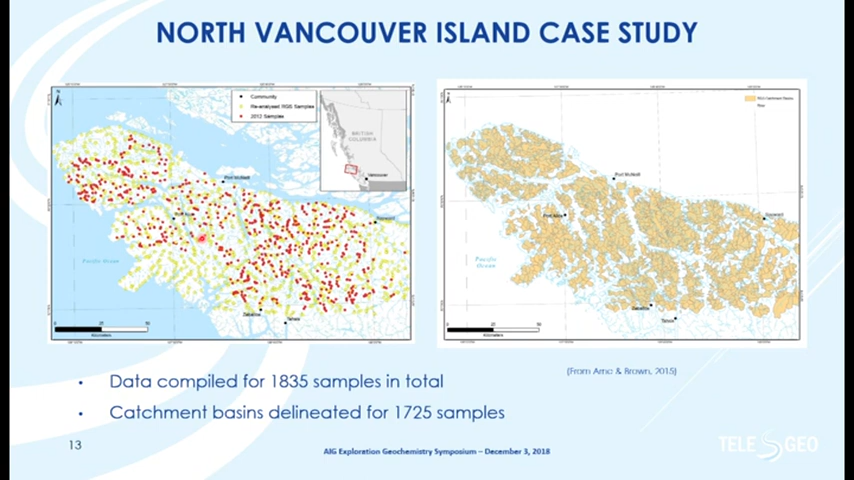 NORTH VANCOUVER ISLAND CASE STUDY
Community
Re-analysed RGS Samples
2012 Samples
BRITISH
COLUMBIA
Vancouver
Port McNeill
Port Alice
Pacific Ocean
Zeballos
Tahsis
Kilometres
Port McNeill
Port Alice
Pacific
Ocean
Zeballos
Tahsis
Kilometres
(From Arne & Brown, 2015)
• Data compiled for 1835 samples in total
• Catchment basins delineated for 1725 samples
13
AIG Exploration Geochemistry Symposium – December 3, 2018
TELE GEO